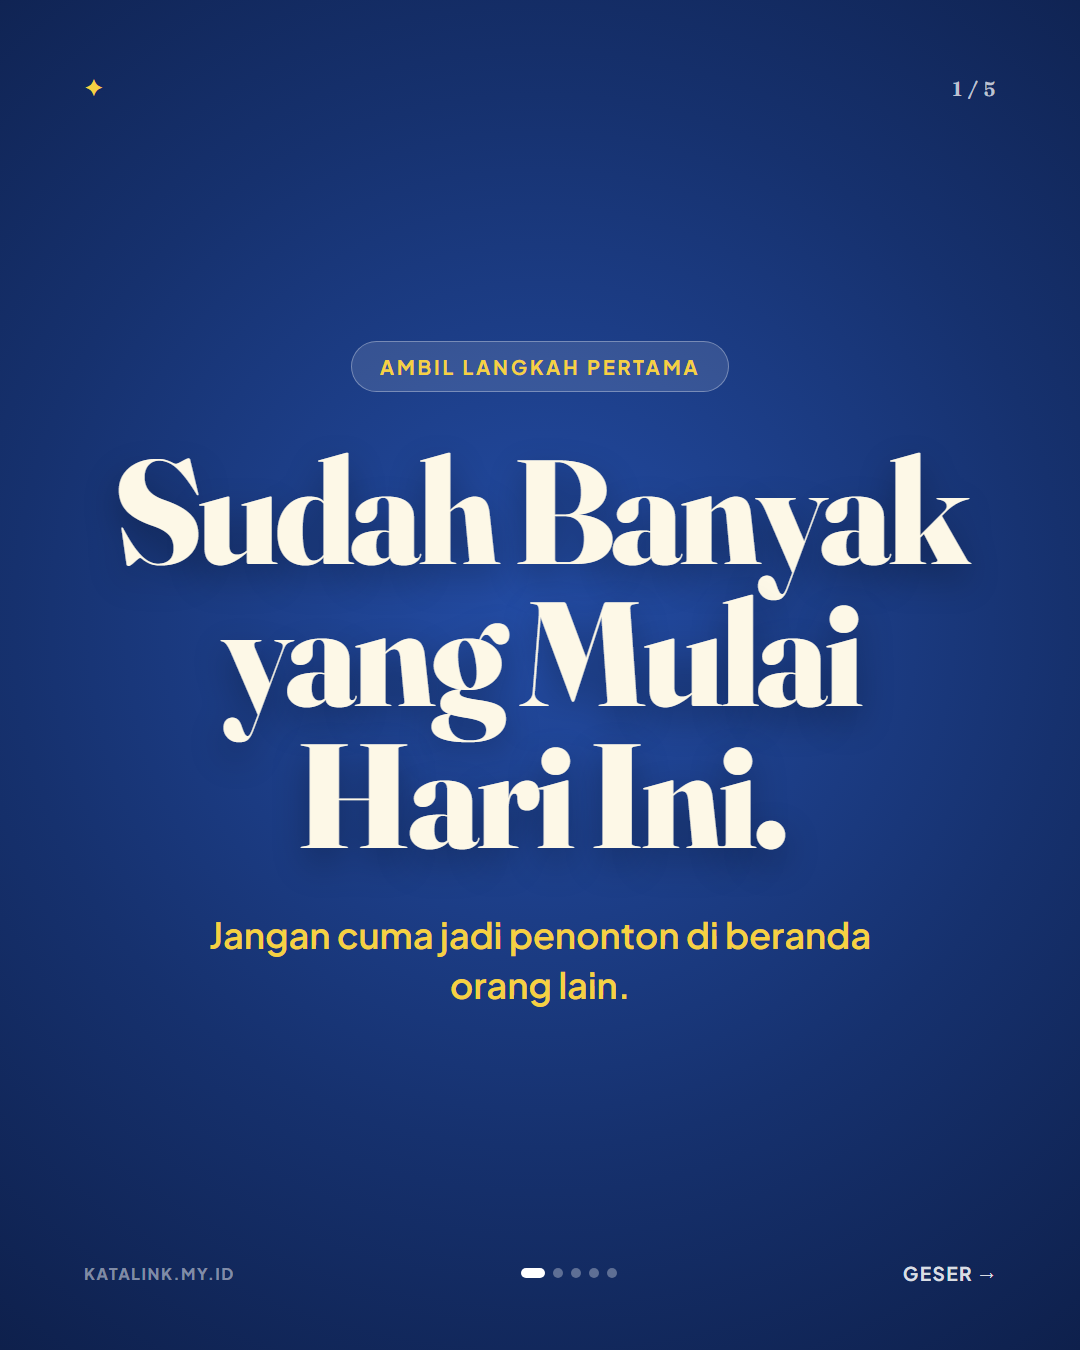 ✦
1 / 5
AMBIL LANGKAH PERTAMA
Sudah Banyak
yang Mulai
Hari Ini.
Jangan cuma jadi penonton di beranda
orang lain.
KATALINK.MY.ID
GESER →